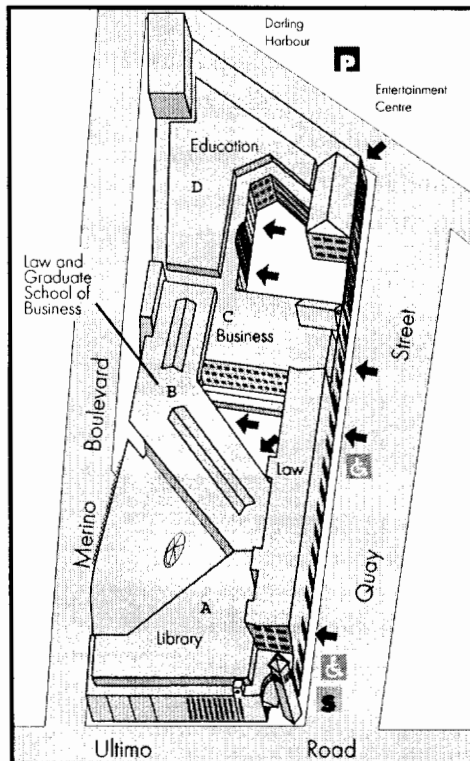 Darling
Harbour
P
Entertainment
Centre
Education
D
Law and
Graduate
School of
Business
C
Business
Street
Boulevard
B
Law
Merino
Quay
A
Library
S
Ultimo Road